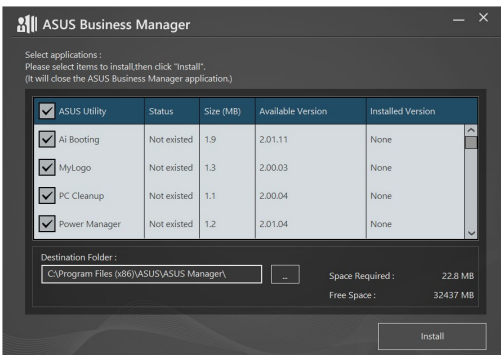 ASUS Business Manager
Select applications :
Please select items to install,then click "Install".
(It will close the ASUS Business Manager application.)
ASUS Utility Status Size (MB) Available Version Installed Version
Ai Booting Not existed 1.9 2.01.11 None
MyLogo Not existed 1.3 2.00.03 None
PC Cleanup Not existed 1.1 2.00.04 None
Power Manager Not existed 1.2 2.01.04 None
Destination Folder :
C:\Program Files (x86)\ASUS\ASUS Manager\ ...
Space Required : 22.8 MB
Free Space : 32437 MB
Install